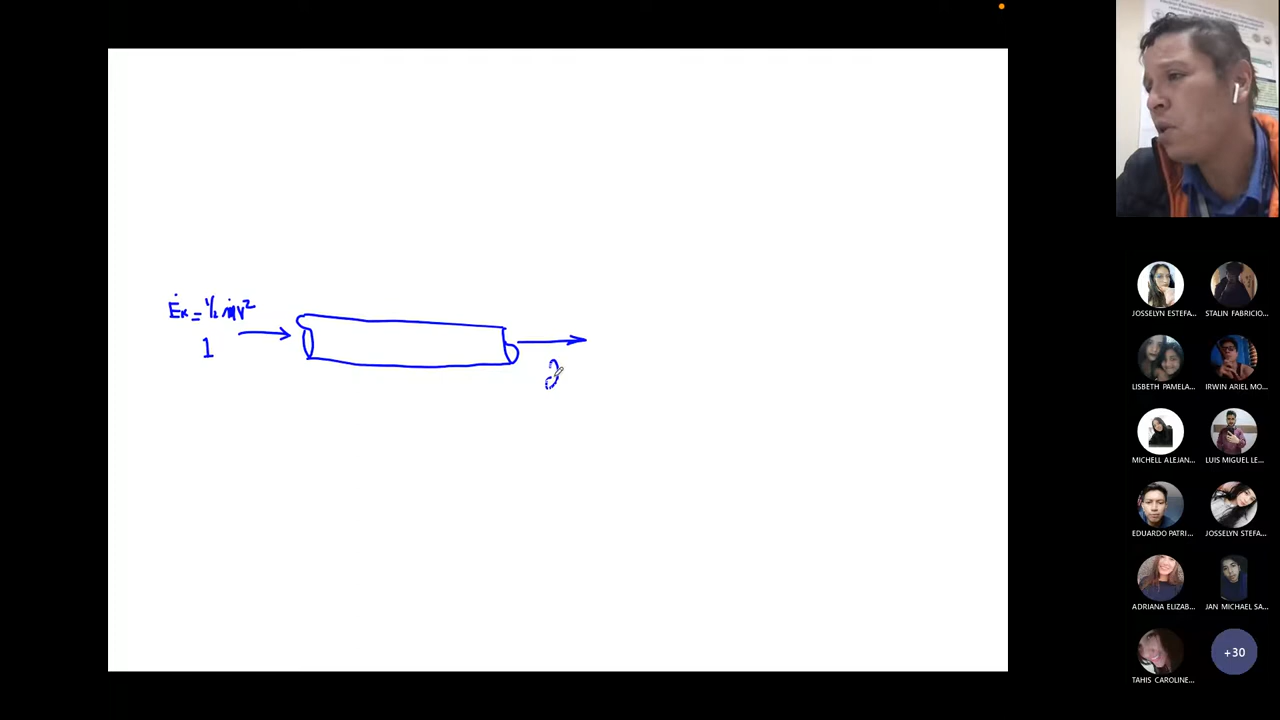 Ėк = ½ ṁv²
1
2
JOSSELYN ESTEFA...
STALIN FABRICIO...
LISBETH PAMELA...
IRWIN ARIEL MO...
MICHELL ALEJAN...
LUIS MIGUEL LE...
EDUARDO PATRI...
JOSSELYN STEFA...
ADRIANA ELIZAB...
JAN MICHAEL SA...
TAHIS CAROLINE...
+30